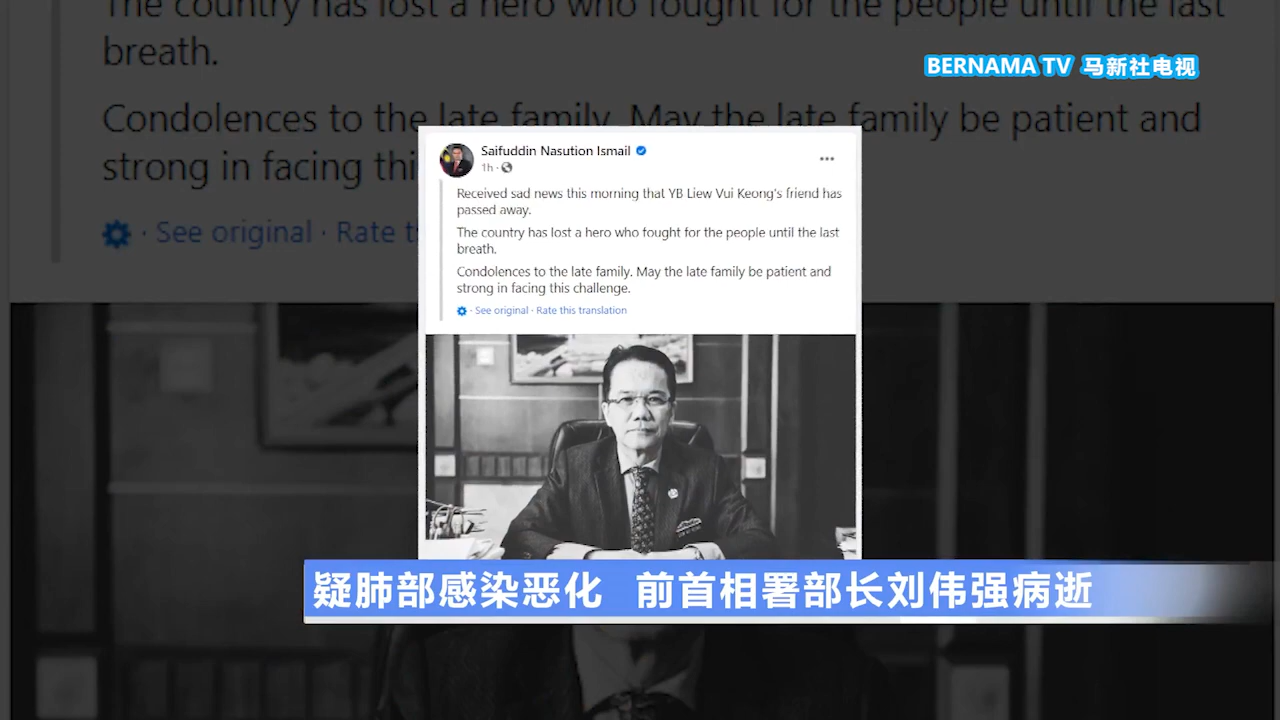 The country has lost a hero who fought for the people until the last
breath.
BERNAMA TV 马新社电视
Condolences to the late family. May the late family be patient and
strong in facing thi
· See original · Rate t
Saifuddin Nasution Ismail
1h ·
Received sad news this morning that YB Liew Vui Keong's friend has
passed away.
The country has lost a hero who fought for the people until the last
breath.
Condolences to the late family. May the late family be patient and
strong in facing this challenge.
· See original · Rate this translation
疑肺部感染恶化 前首相署部长刘伟强病逝